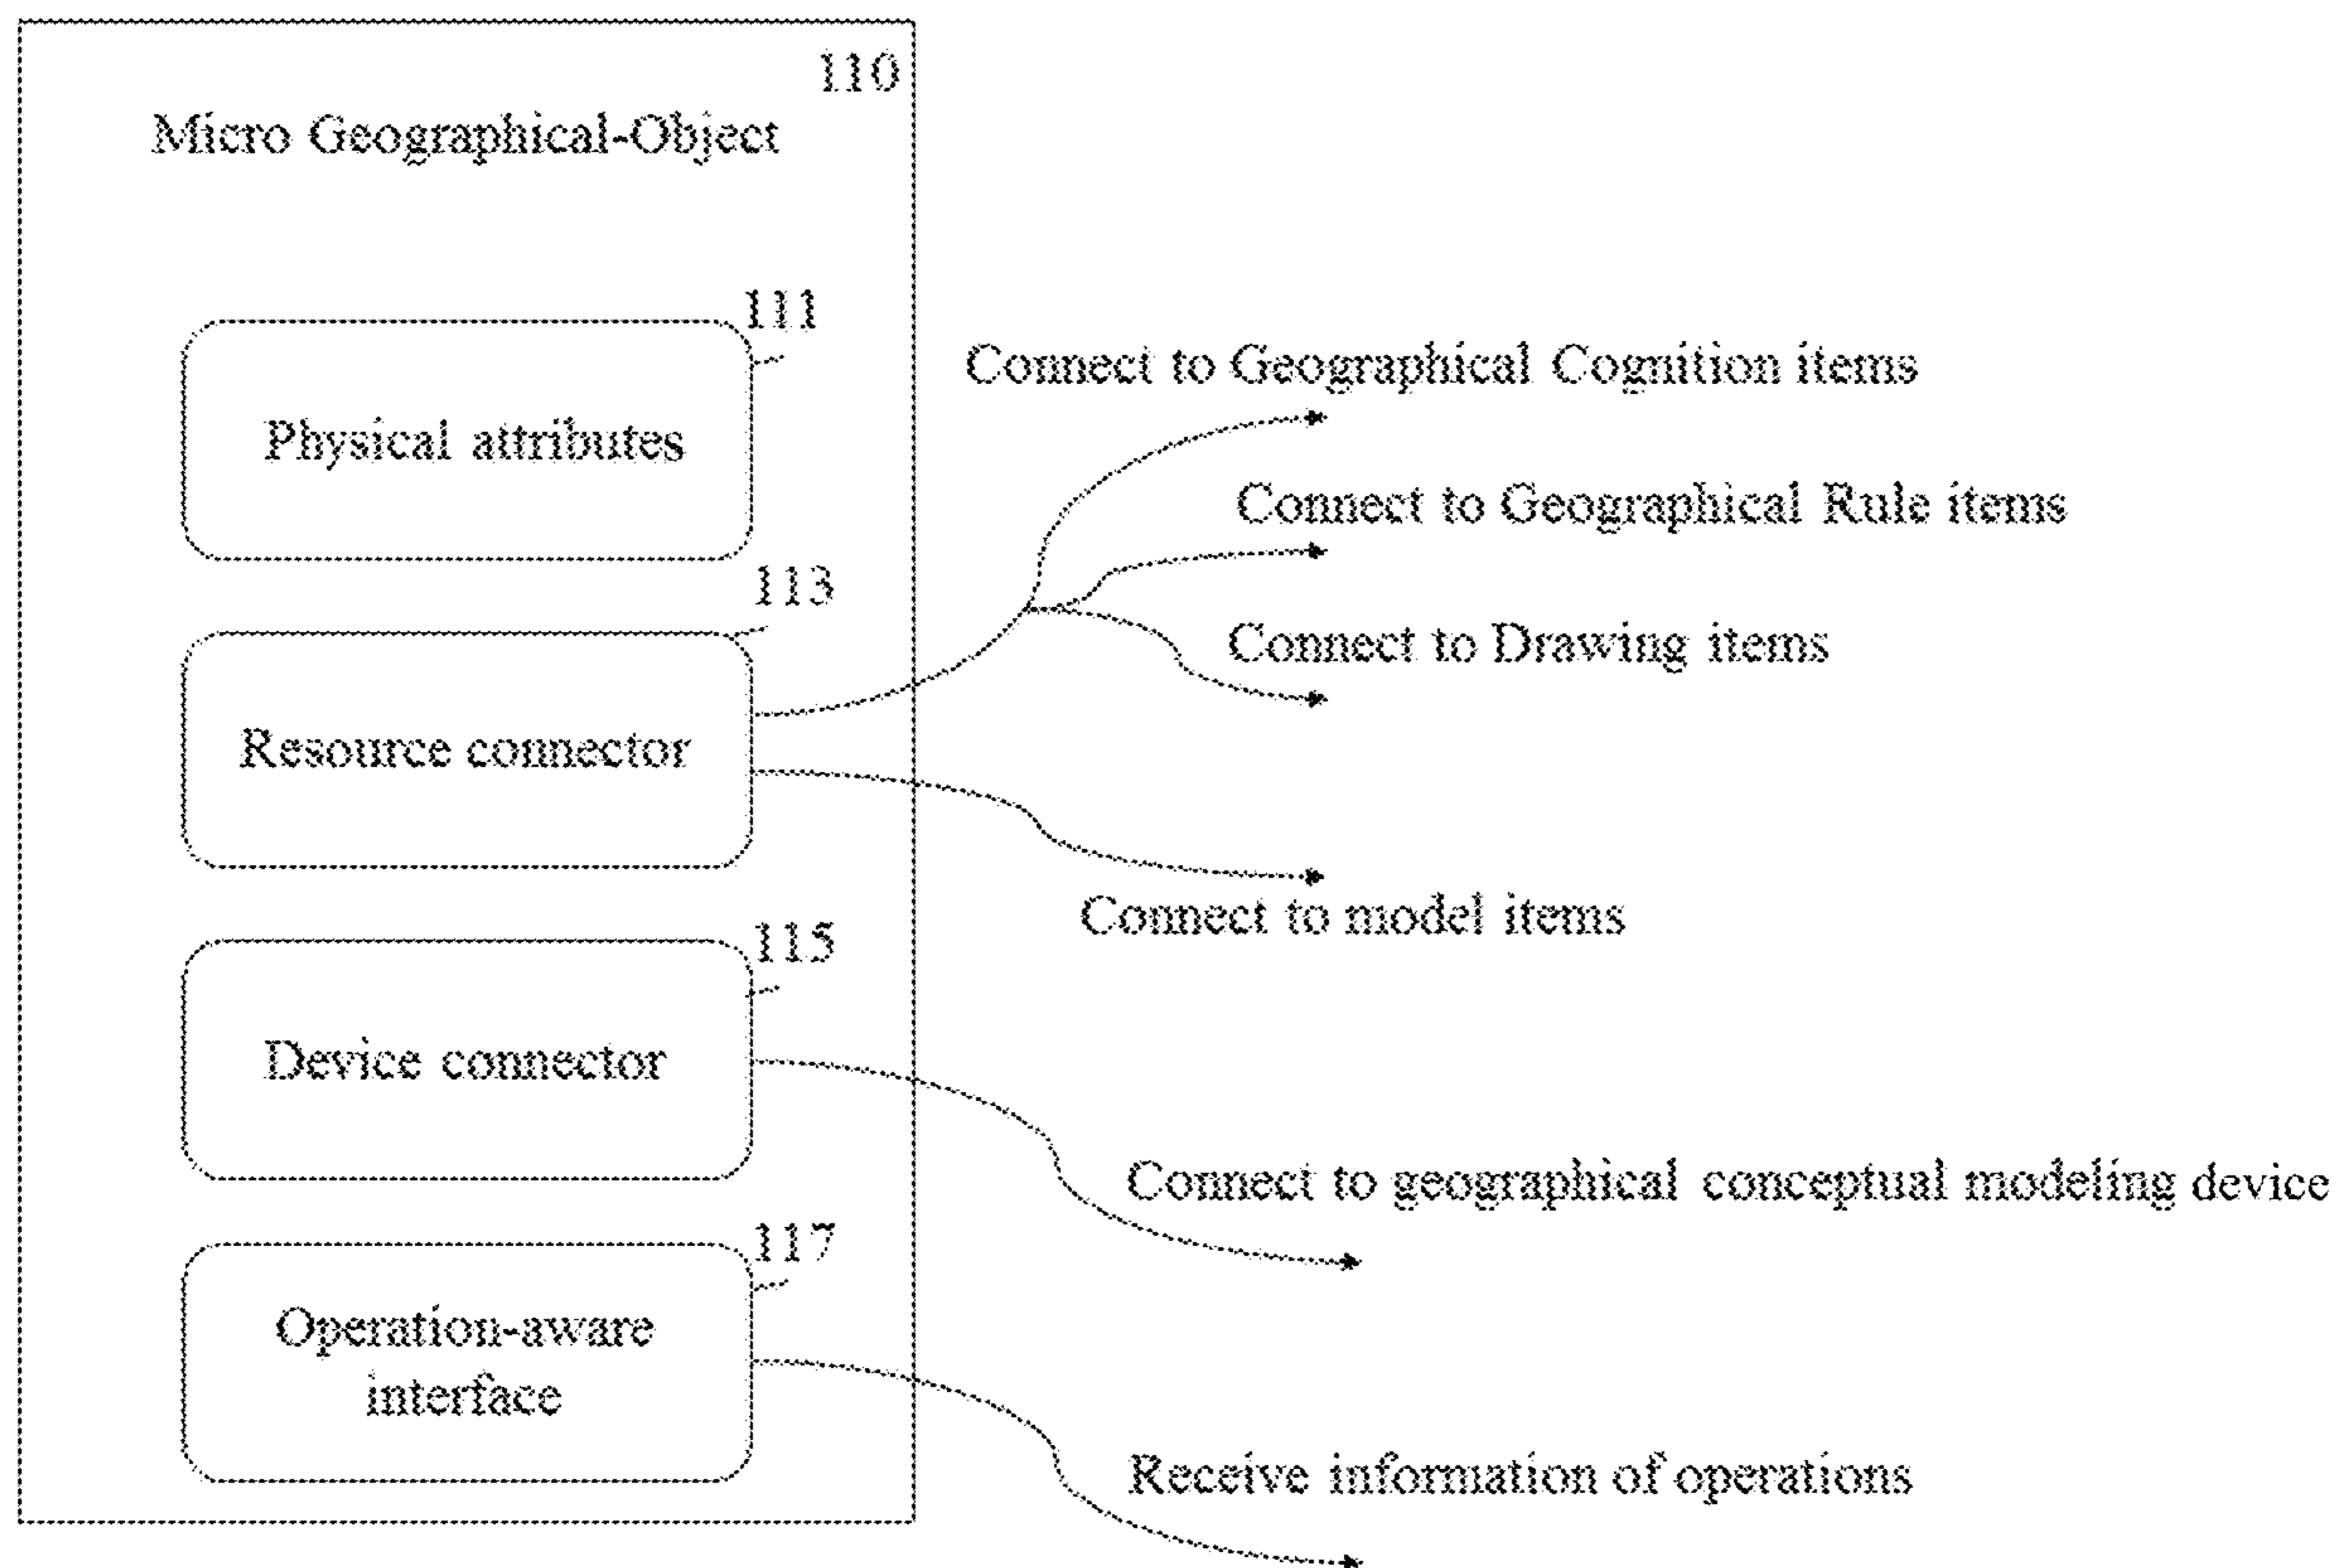 110
Micro Geographical-Object
111
Physical attributes
113
Resource connector
115
Device connector
117
Operation-aware
interface
Connect to Geographical Cognition items
Connect to Geographical Rule items
Connect to Drawing items
Connect to model items
Connect to geographical conceptual modeling device
Receive information of operations